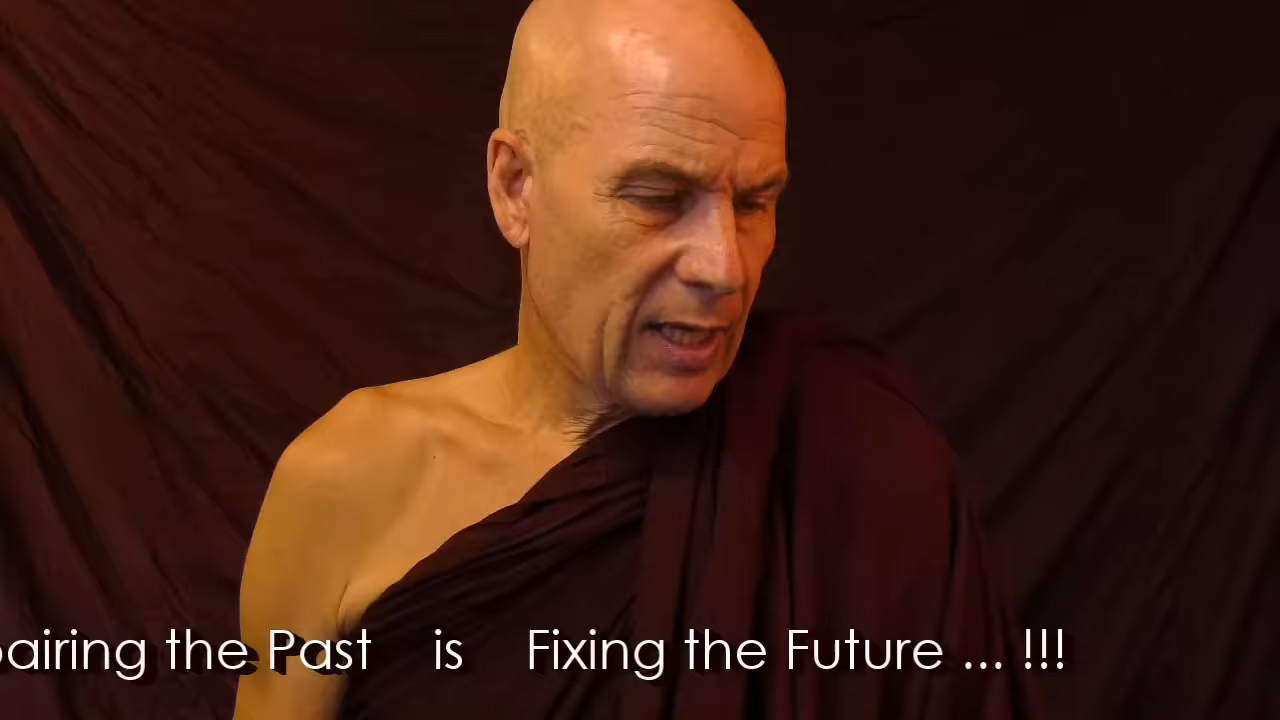 pairing the Past is Fixing the Future ... !!!